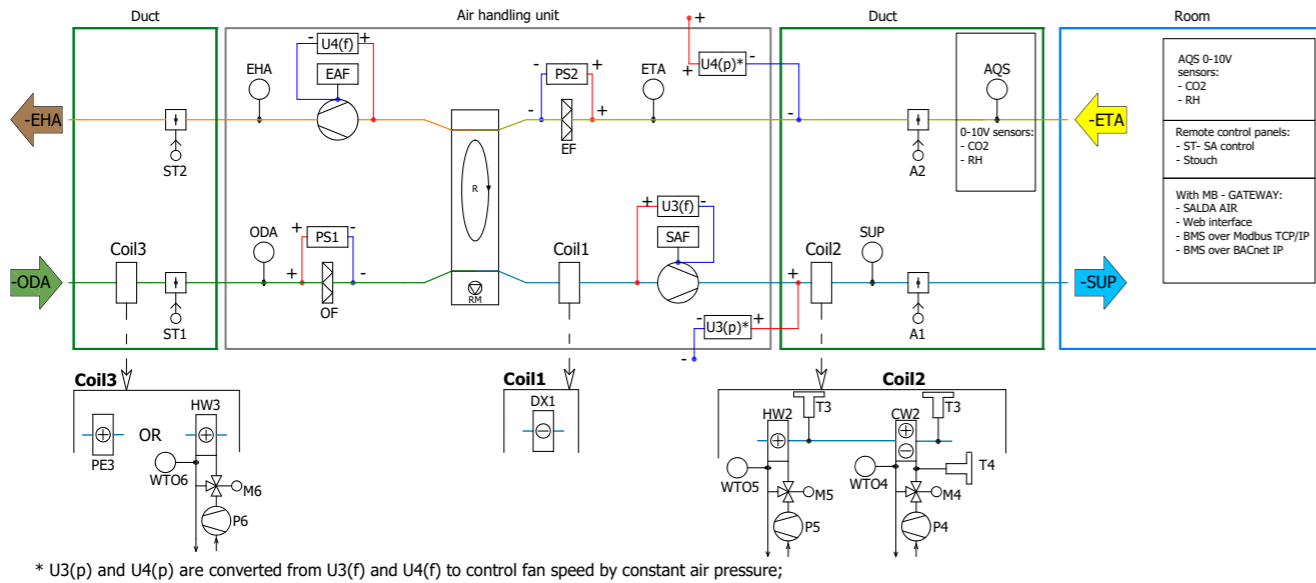 Duct
Air handling unit
Duct
Room
+
U4(f)
-
+
EHA
EAF
-
PS2
+
ETA
+
U4(p)*
-
AQS
AQS 0-10V
sensors:
- CO2
- RH
-EHA
-
+
-
-ETA
ST2
EF
A2
0-10V sensors:
- CO2
- RH
Remote control panels:
- ST- SA control
- Stouch
R
With MB - GATEWAY:
- SALDA AIR
- Web interface
- BMS over Modbus TCP/IP
- BMS over BACnet IP
+
U3(f)
-
Coil3
ODA
+
PS1
-
Coil1
SAF
Coil2
SUP
-ODA
+
-
+
-SUP
ST1
OF
RM
-
U3(p)*
+
A1
-
Coil3
Coil1
Coil2
HW3
DX1
HW2
T3
CW2
T3
OR
PE3
WTO6
M6
P6
WTO5
M5
P5
WTO4
M4
P4
T4
* U3(p) and U4(p) are converted from U3(f) and U4(f) to control fan speed by constant air pressure;